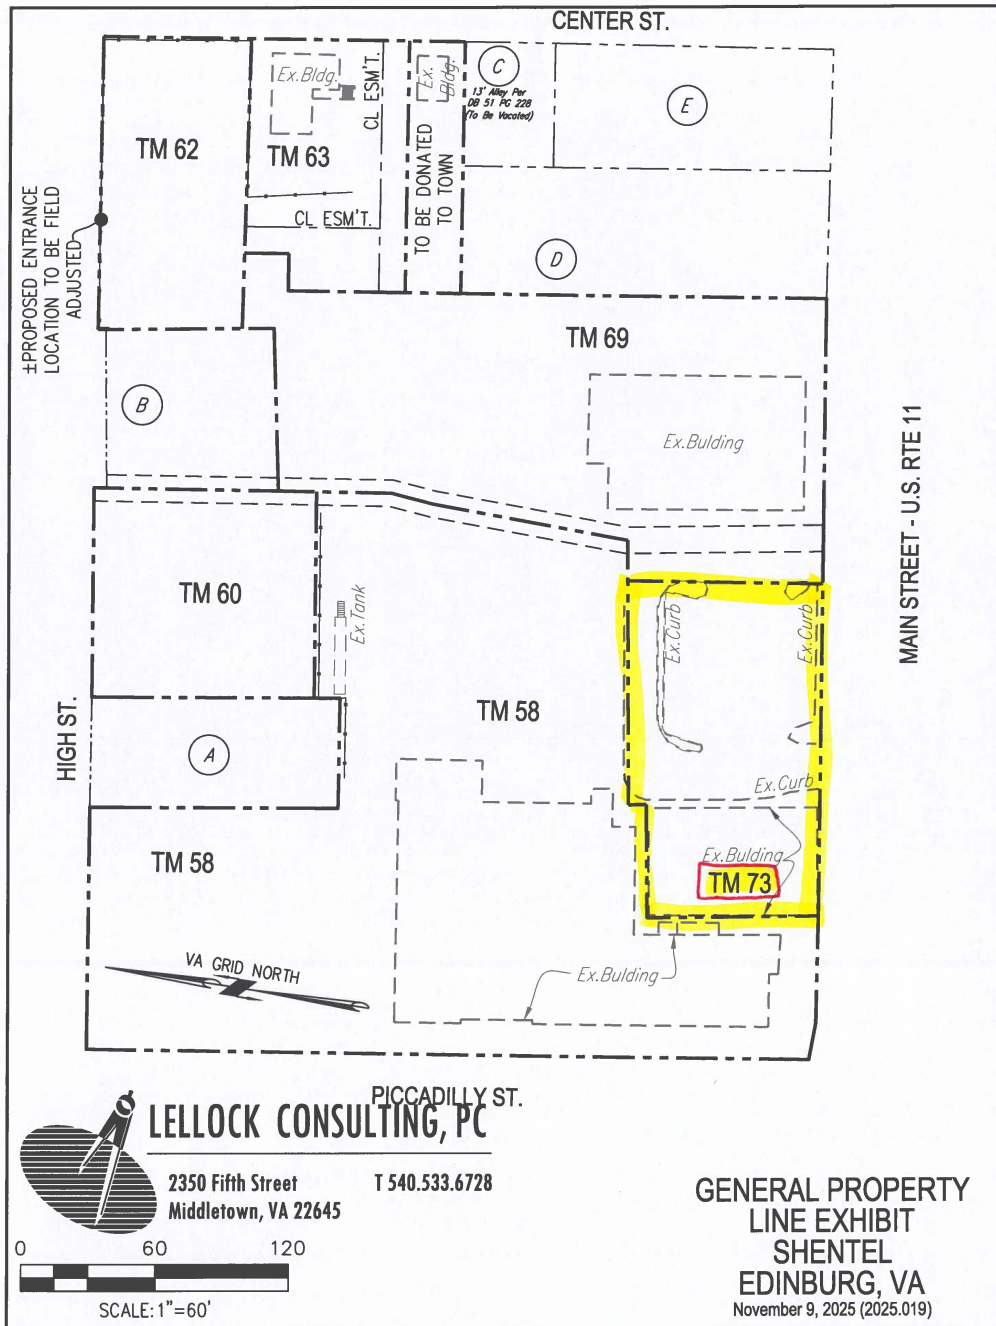 CENTER ST.
Ex.Bldg.
CL ESM'T.
Ex.
Bldg.
C
13' Alley Per
DB 51 PG 228
(To Be Vacated)
E
TM 62
TM 63
TO BE DONATED
TO TOWN
CL ESM'T.
±PROPOSED ENTRANCE
LOCATION TO BE FIELD
ADJUSTED
D
TM 69
B
Ex.Bulding
MAIN STREET - U.S. RTE 11
TM 60
Ex.Tank
Ex.Curb
Ex.Curb
HIGH ST.
TM 58
A
Ex.Curb
TM 58
Ex.Bulding
TM 73
VA GRID NORTH
Ex.Bulding
PICCADILLY ST.
LELLOCK CONSULTING, PC
2350 Fifth Street T 540.533.6728
Middletown, VA 22645
0 60 120
SCALE: 1"=60'
GENERAL PROPERTY
LINE EXHIBIT
SHENTEL
EDINBURG, VA
November 9, 2025 (2025.019)